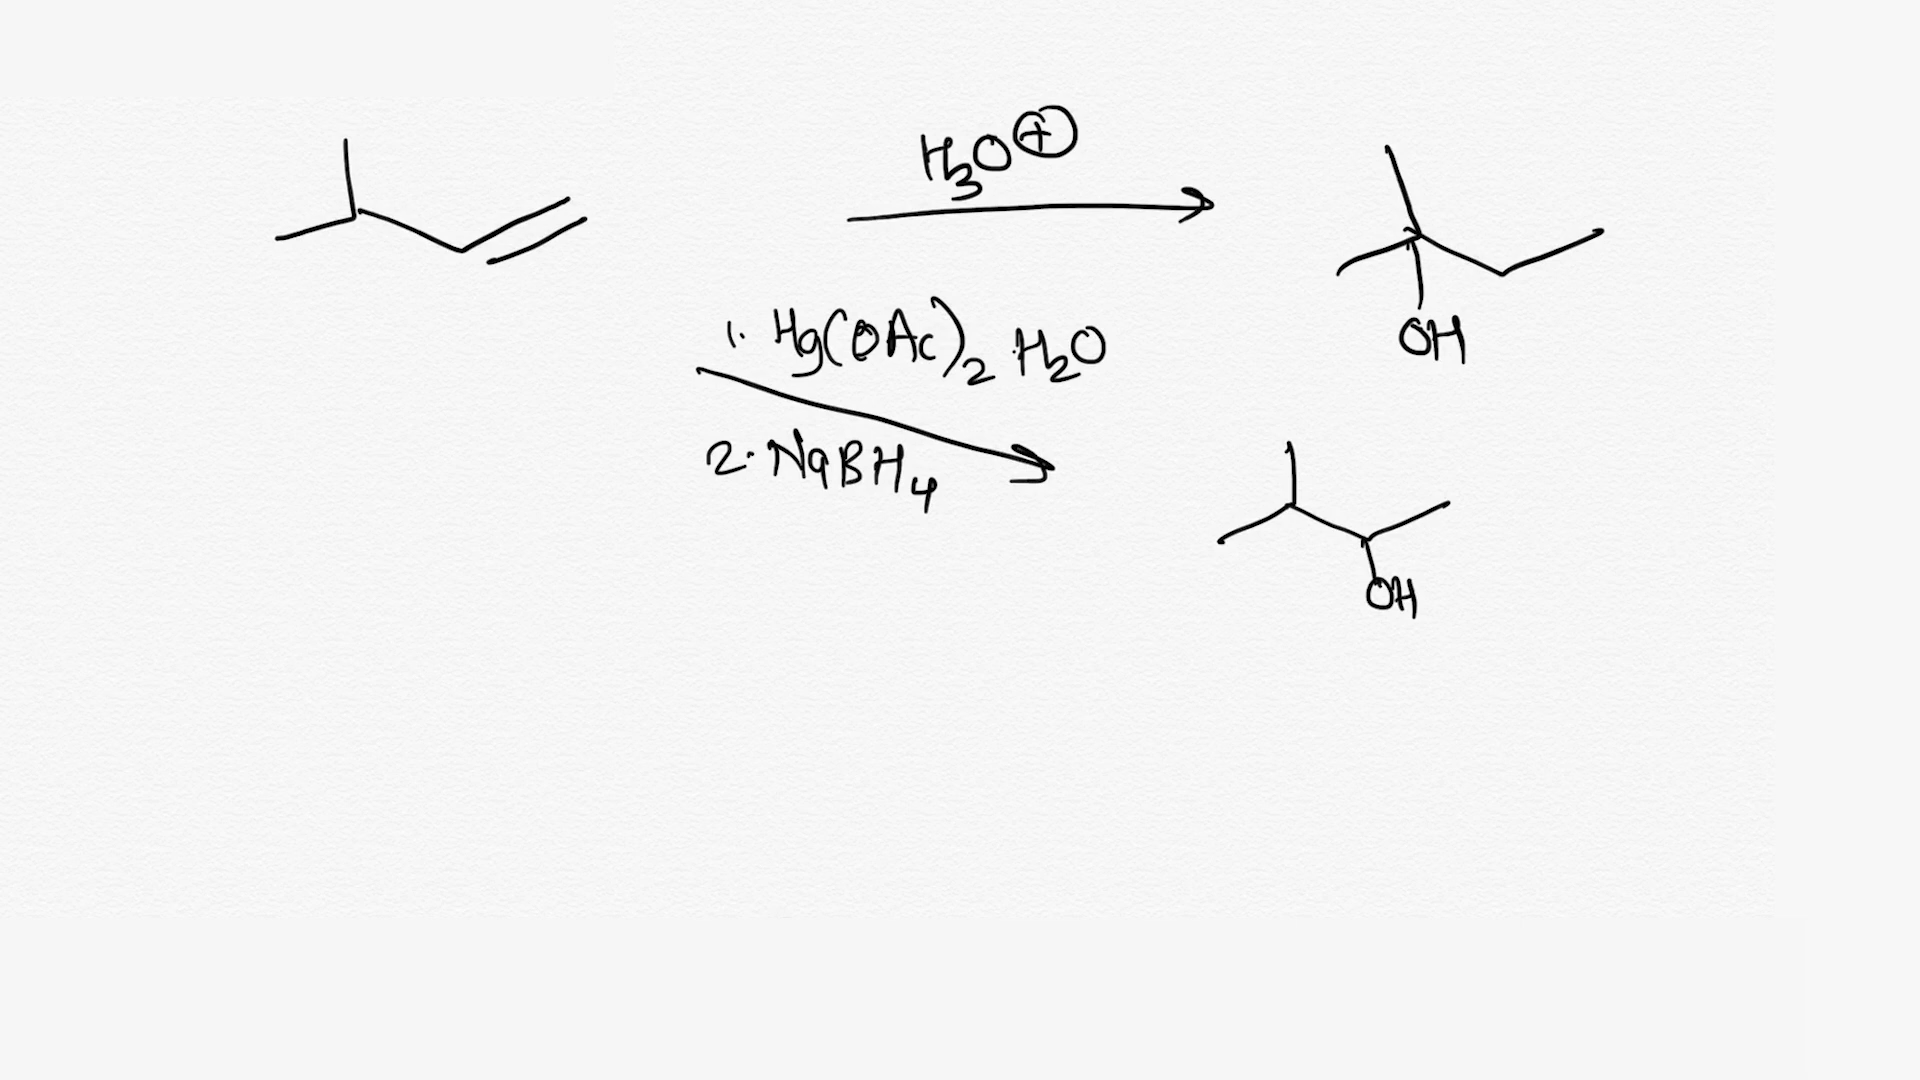 H₃O⊕
OH
1. Hg(OAc)₂ H₂O
2. NaBH₄
OH